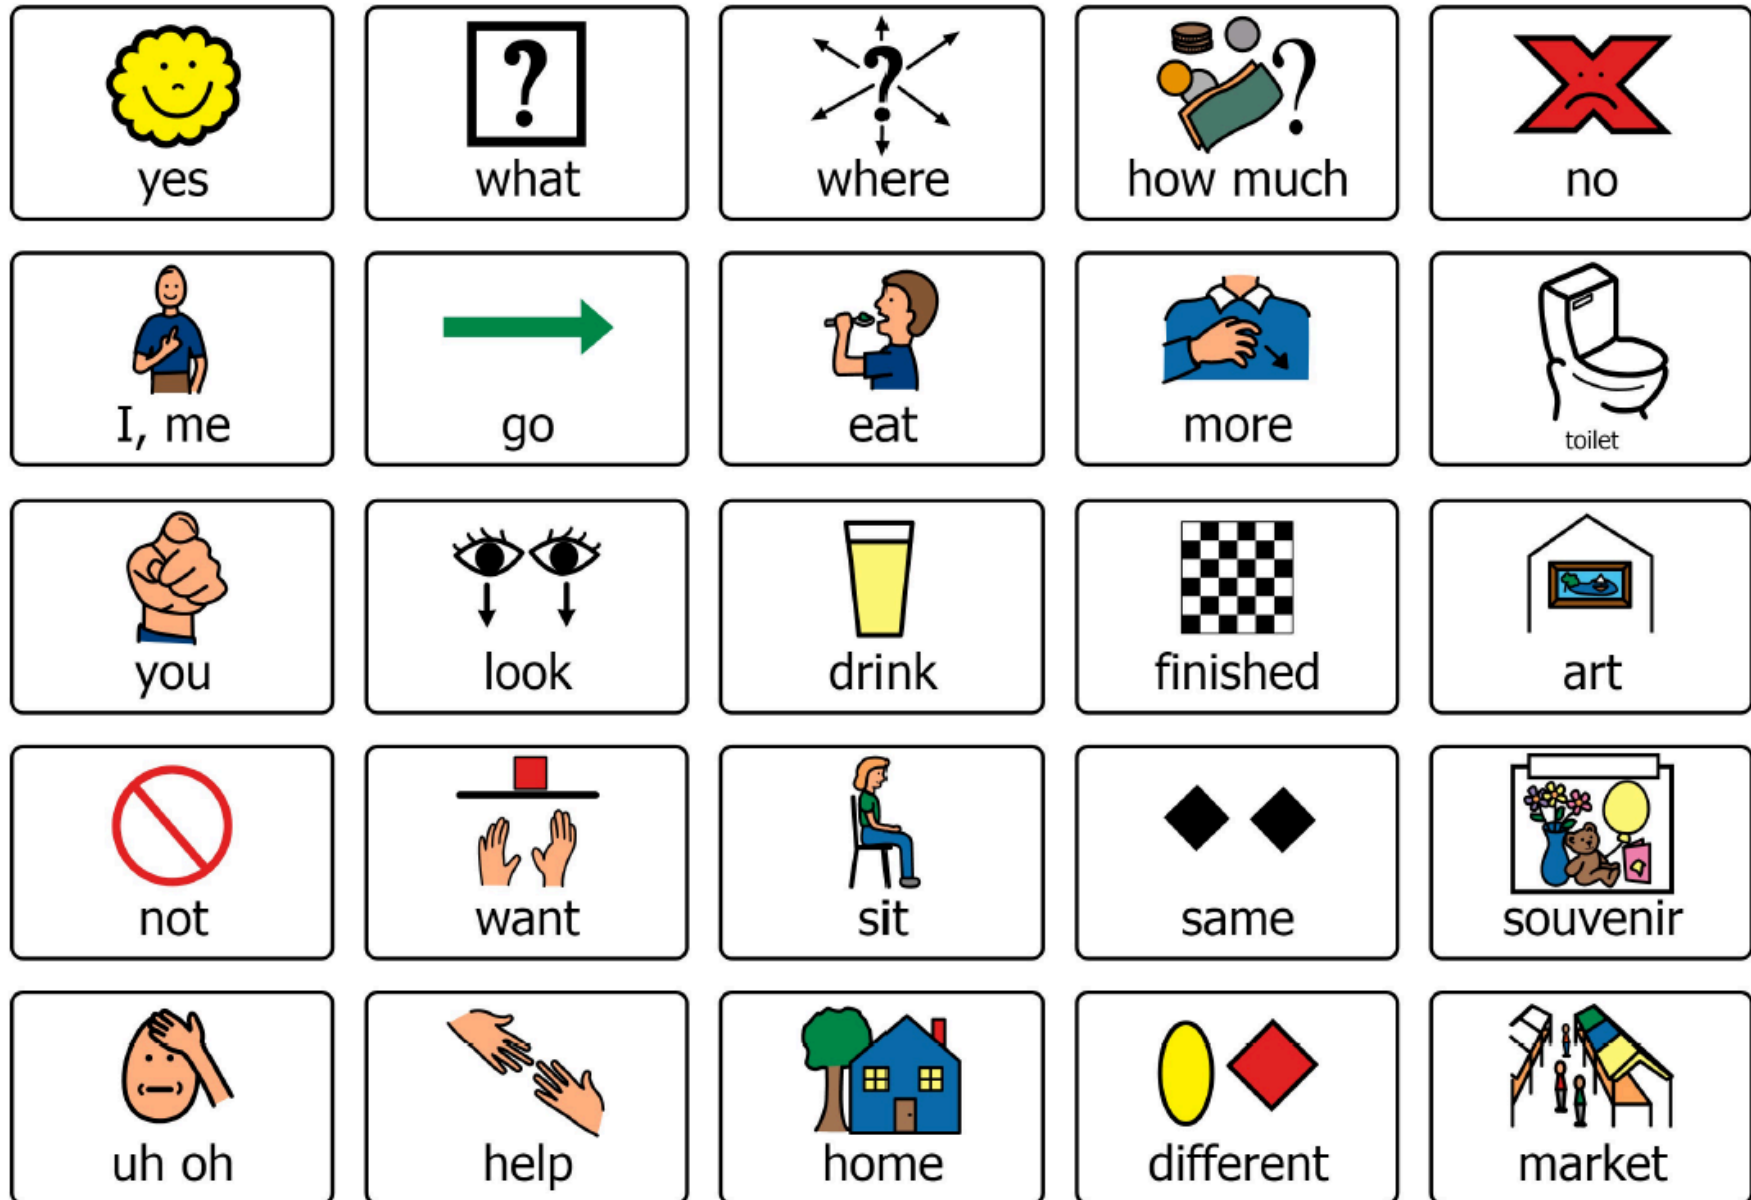 yes
what
where
how much
no
I, me
go
eat
more
toilet
you
look
drink
finished
art
not
want
sit
same
souvenir
uh oh
help
home
different
market